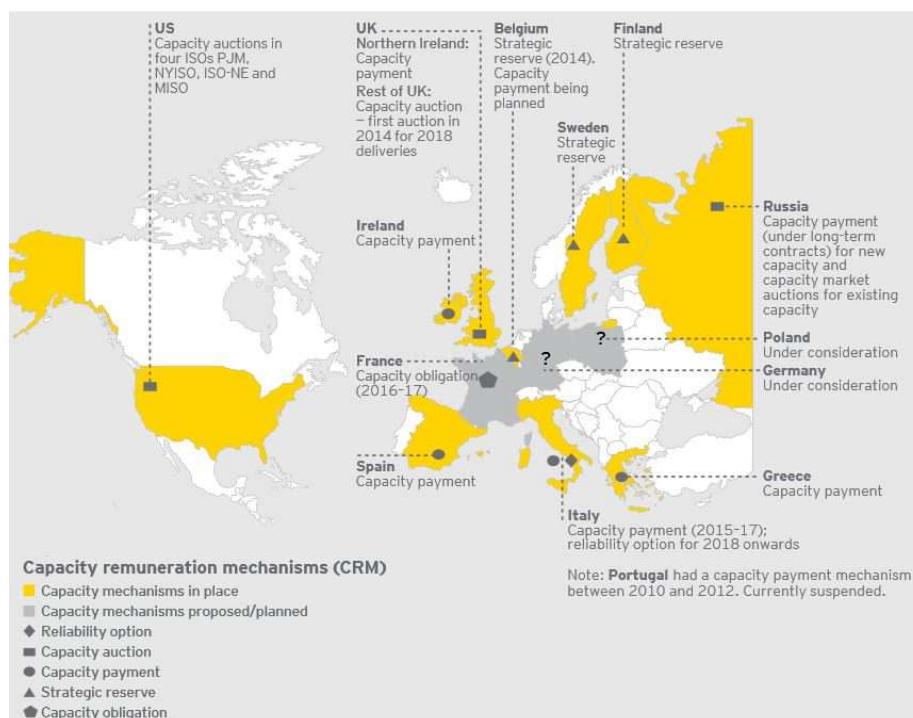 US
Capacity auctions in
four ISOs PJM,
NYISO, ISO-NE and
MISO
UK
Northern Ireland:
Capacity
payment
Rest of UK:
Capacity auction
– first auction in
2014 for 2018
deliveries
Belgium
Strategic
reserve (2014).
Capacity
payment being
planned
Finland
Strategic reserve
Sweden
Strategic
reserve
Ireland
Capacity payment
Russia
Capacity payment
(under long-term
contracts) for new
capacity and
capacity market
auctions for existing
capacity
?
?
Poland
Under consideration
Germany
Under consideration
France
Capacity obligation
(2016–17)
Spain
Capacity payment
Greece
Capacity payment
Italy
Capacity payment (2015–17);
reliability option for 2018 onwards
Note: Portugal had a capacity payment mechanism
between 2010 and 2012. Currently suspended.
Capacity remuneration mechanisms (CRM)
Capacity mechanisms in place
Capacity mechanisms proposed/planned
Reliability option
Capacity auction
Capacity payment
Strategic reserve
Capacity obligation